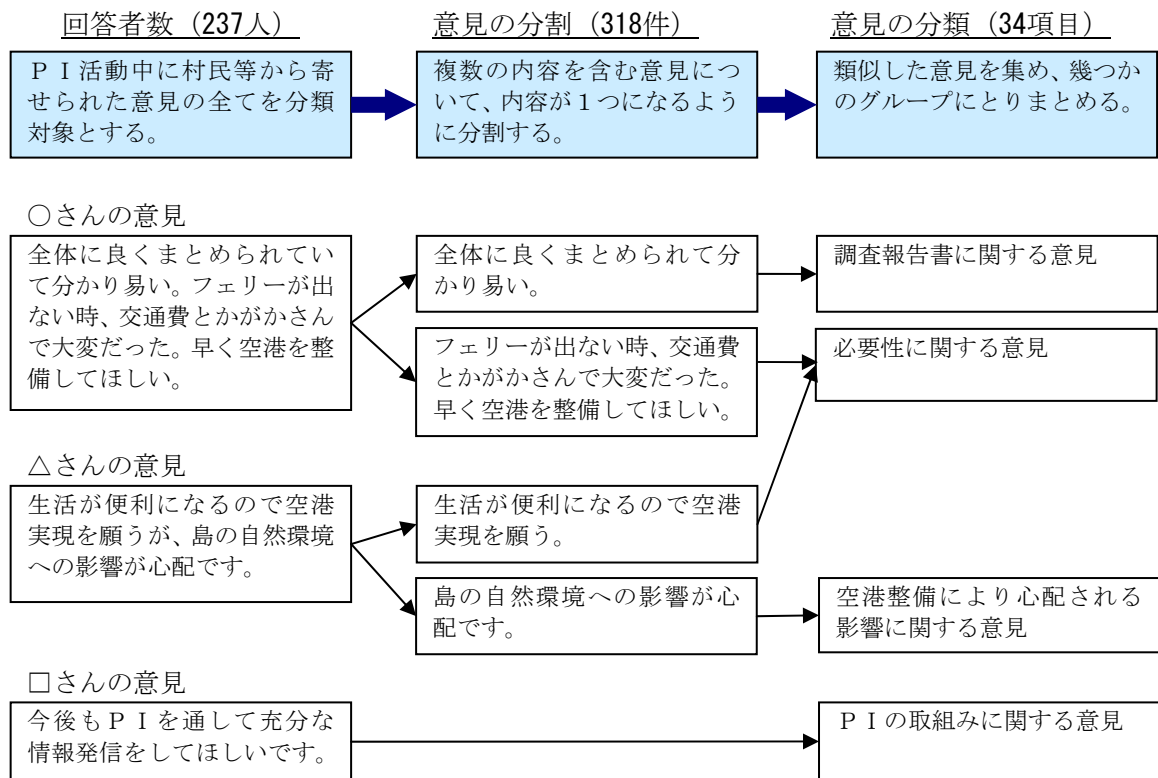 回答者数（237人）
意見の分割（318件）
意見の分類（34項目）
ＰＩ活動中に村民等から寄
せられた意見の全てを分類
対象とする。
複数の内容を含む意見につ
いて、内容が１つになるよう
に分割する。
類似した意見を集め、幾つか
のグループにとりまとめる。
○さんの意見
全体に良くまとめられてい
て分かり易い。フェリーが出
ない時、交通費とかがかさん
で大変だった。早く空港を整
備してほしい。
全体に良くまとめられて分
かり易い。
調査報告書に関する意見
フェリーが出ない時、交通費
とかがかさんで大変だった。
早く空港を整備してほしい。
必要性に関する意見
△さんの意見
生活が便利になるので空港
実現を願うが、島の自然環境
への影響が心配です。
生活が便利になるので空港
実現を願う。
島の自然環境への影響が心
配です。
空港整備により心配される
影響に関する意見
□さんの意見
今後もＰＩを通して充分な
情報発信をしてほしいです。
ＰＩの取組みに関する意見